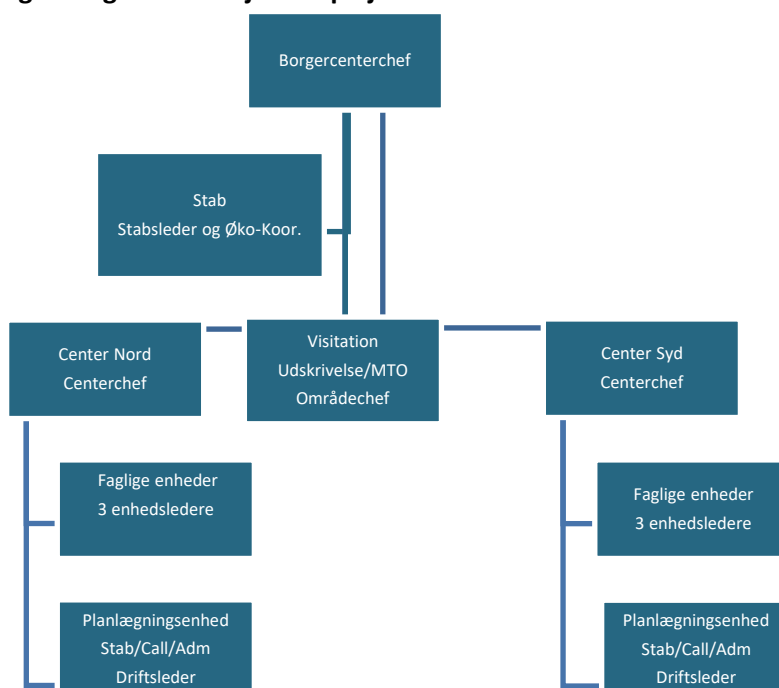 Borgercenterchef
Stab
Stabsleder og Øko-Koor.
Center Nord
Centerchef
Visitation
Udskrivelse/MTO
Områdechef
Center Syd
Centerchef
Faglige enheder
3 enhedsledere
Faglige enheder
3 enhedsledere
Planlægningsenhed
Stab/Call/Adm
Driftsleder
Planlægningsenhed
Stab/Call/Adm
Driftsleder